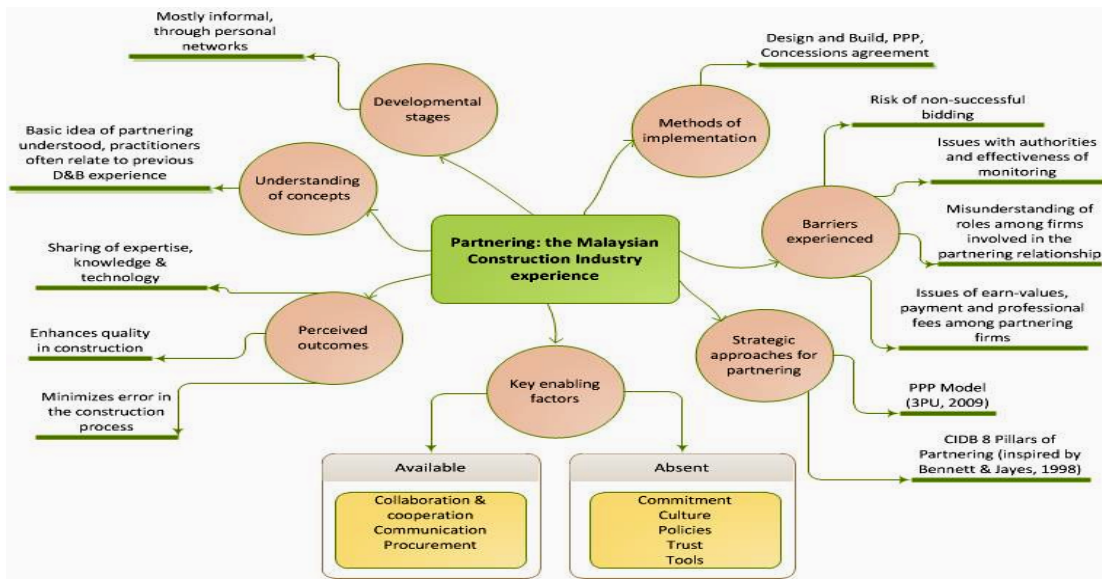 Mostly informal,
through personal
networks
Developmental
stages
Design and Build, PPP,
Concessions agreement
Methods of
implementation
Basic idea of partnering
understood, practitioners
often relate to previous
D&B experience
Understanding
of concepts
Risk of non-successful
bidding
Issues with authorities
and effectiveness of
monitoring
Barriers
experienced
Misunderstanding of
roles among firms
involved in the
partnering relationship
Issues of earn-values,
payment and professional
fees among partnering
firms
Partnering: the Malaysian
Construction Industry
experience
Sharing of expertise,
knowledge &
technology
Perceived
outcomes
Enhances quality
in construction
Minimizes error in
the construction
process
Strategic
approaches for
partnering
PPP Model
(3PU, 2009)
CIDB 8 Pillars of
Partnering (inspired by
Bennett & Jayes, 1998)
Key enabling
factors
Available
Collaboration &
cooperation
Communication
Procurement
Absent
Commitment
Culture
Policies
Trust
Tools